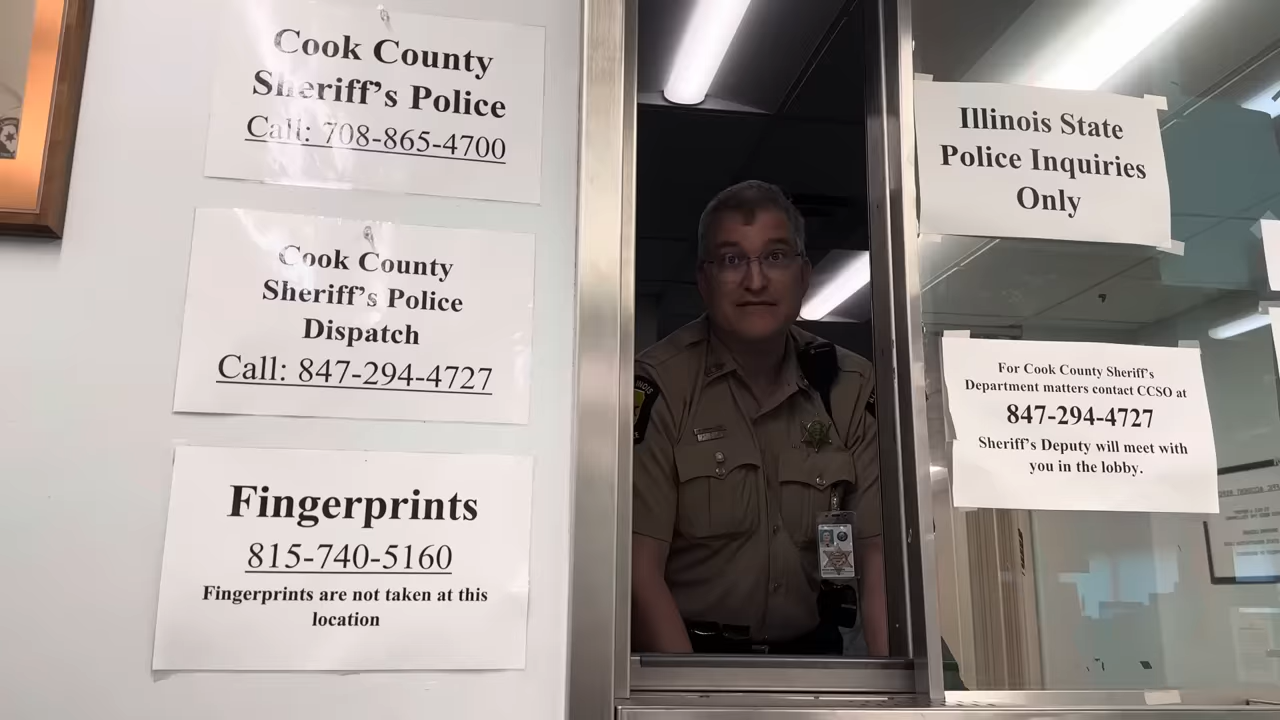 Cook County
Sheriff's Police
Call: 708-865-4700
Cook County
Sheriff's Police
Dispatch
Call: 847-294-4727
Fingerprints
815-740-5160
Fingerprints are not taken at this
location
Illinois State
Police Inquiries
Only
For Cook County Sheriff's
Department matters contact CCSO at
847-294-4727
Sheriff's Deputy will meet with
you in the lobby.